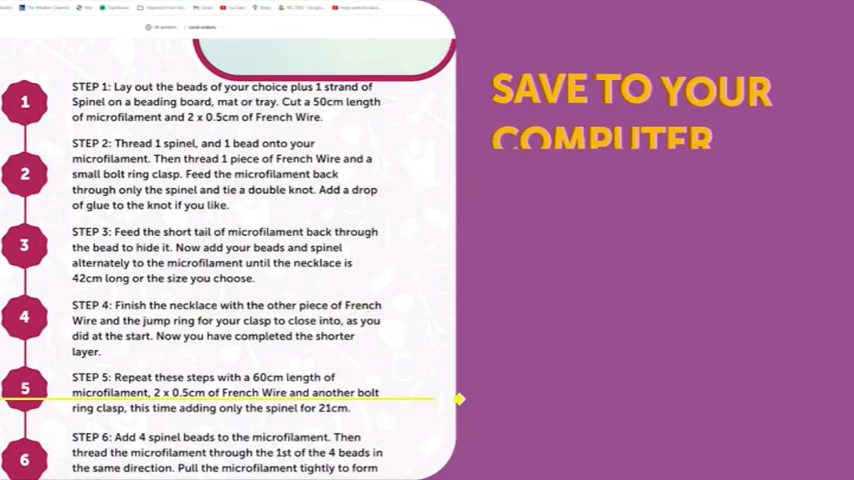 The Weather Channel
Yelp
TripAdvisor
YouTube
Maps
SAVE TO YOUR
COMPUTER
1
STEP 1: Lay out the beads of your choice plus 1 strand of
Spinel on a beading board, mat or tray. Cut a 50cm length
of microfilament and 2 x 0.5cm of French Wire.
2
STEP 2: Thread 1 spinel, and 1 bead onto your
microfilament. Then thread 1 piece of French Wire and a
small bolt ring clasp. Feed the microfilament back
through only the spinel and tie a double knot. Add a drop
of glue to the knot if you like.
3
STEP 3: Feed the short tail of microfilament back through
the bead to hide it. Now add your beads and spinel
alternately to the microfilament until the necklace is
42cm long or the size you choose.
4
STEP 4: Finish the necklace with the other piece of French
Wire and the jump ring for your clasp to close into, as you
did at the start. Now you have completed the shorter
layer.
5
STEP 5: Repeat these steps with a 60cm length of
microfilament, 2 x 0.5cm of French Wire and another bolt
ring clasp, this time adding only the spinel for 21cm.
6
STEP 6: Add 4 spinel beads to the microfilament. Then
thread the microfilament through the 1st of the 4 beads in
the same direction. Pull the microfilament tightly to form